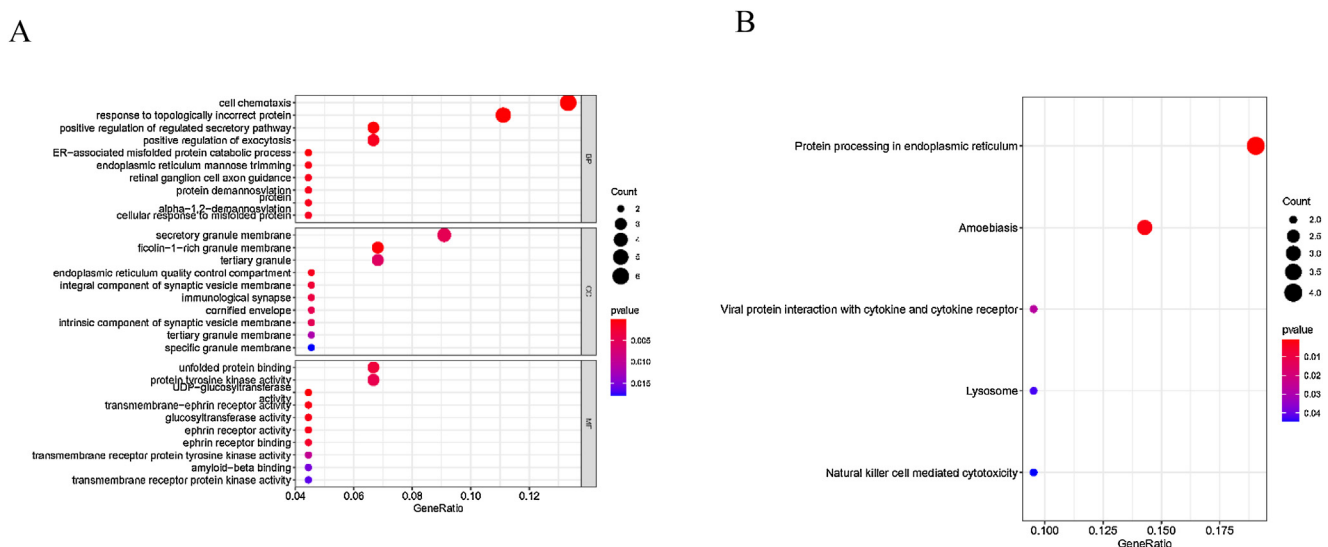 A
cell chemotaxis
response to topologically incorrect protein
positive regulation of regulated secretory pathway
positive regulation of exocytosis
ER-associated misfolded protein catabolic process
endoplasmic reticulum mannose trimming
retinal ganglion cell axon guidance
protein demannosylation
protein
alpha-1,2-demannosylation
cellular response to misfolded protein
BP
secretory granule membrane
ficolin-1-rich granule membrane
tertiary granule
endoplasmic reticulum quality control compartment
integral component of synaptic vesicle membrane
immunological synapse
cornified envelope
intrinsic component of synaptic vesicle membrane
tertiary granule membrane
specific granule membrane
CC
unfolded protein binding
protein tyrosine kinase activity
UDP-glucosyltransferase
activity
transmembrane-ephrin receptor activity
glucosyltransferase activity
ephrin receptor activity
ephrin receptor binding
transmembrane receptor protein tyrosine kinase activity
amyloid-beta binding
transmembrane receptor protein kinase activity
MF
0.04 0.06 0.08 0.10 0.12
GeneRatio
Count
2
3
4
5
6
pvalue
0.005
0.010
0.015
B
Protein processing in endoplasmic reticulum
Amoebiasis
Viral protein interaction with cytokine and cytokine receptor
Lysosome
Natural killer cell mediated cytotoxicity
0.100 0.125 0.150 0.175
GeneRatio
Count
2.0
2.5
3.0
3.5
4.0
pvalue
0.01
0.02
0.03
0.04